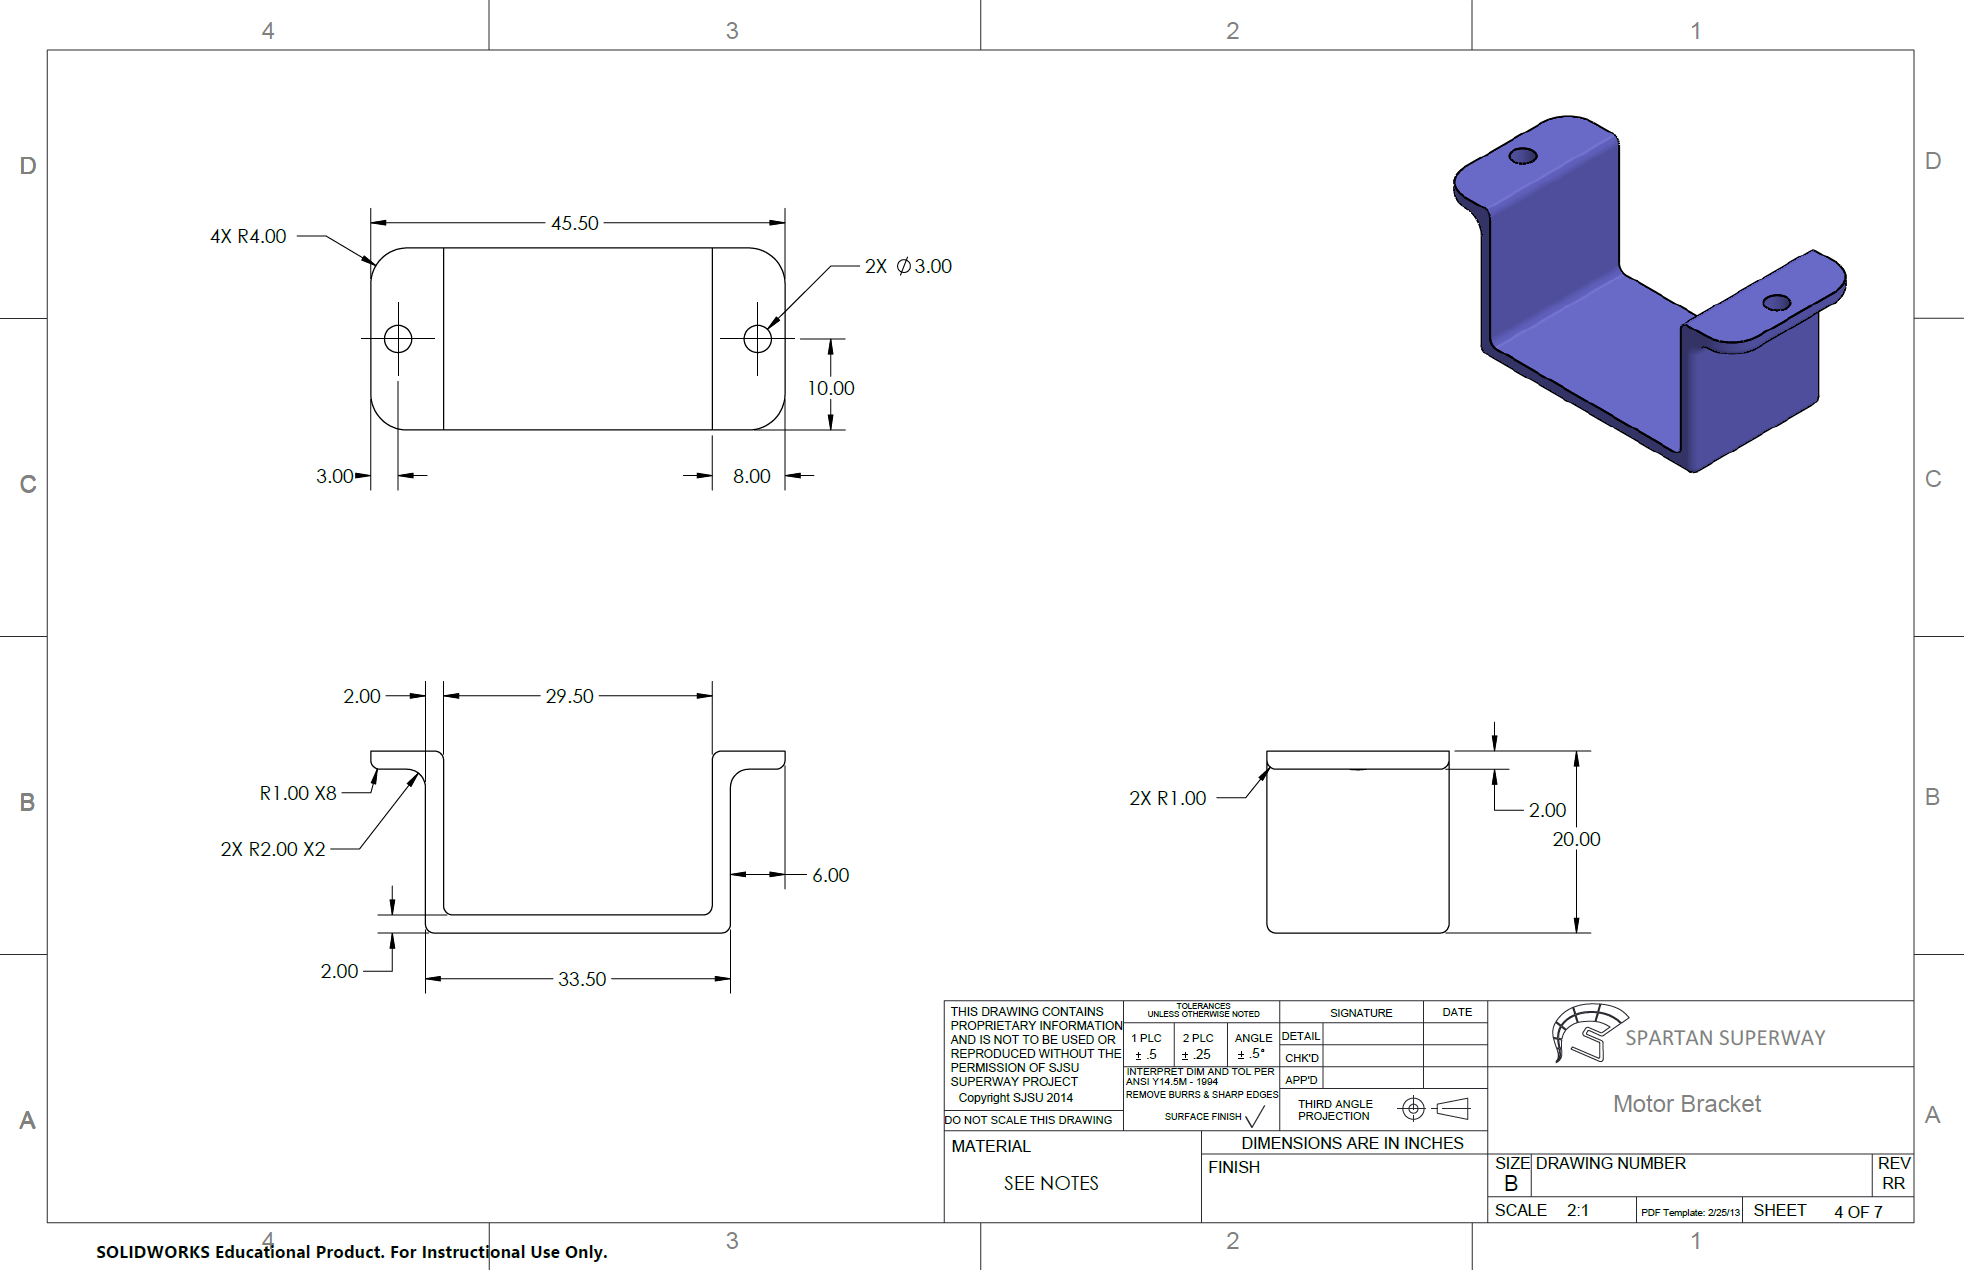 4 3 2 1
D D
45.50
4X R4.00
2X Ø3.00
10.00
3.00
8.00
C C
2.00
29.50
R1.00 X8
2X R2.00 X2
6.00
2.00
33.50
2X R1.00
2.00
20.00
B B
THIS DRAWING CONTAINS
PROPRIETARY INFORMATION
AND IS NOT TO BE USED OR
REPRODUCED WITHOUT THE
PERMISSION OF SJSU
SUPERWAY PROJECT
Copyright SJSU 2014
DO NOT SCALE THIS DRAWING
TOLERANCES
UNLESS OTHERWISE NOTED
1 PLC 2 PLC ANGLE
± .5 ± .25 ± .5°
INTERPRET DIM AND TOL PER
ANSI Y14.5M - 1994
REMOVE BURRS & SHARP EDGES
SURFACE FINISH
SIGNATURE DATE
DETAIL
CHK'D
APP'D
THIRD ANGLE
PROJECTION
SPARTAN SUPERWAY
Motor Bracket
A A
MATERIAL
SEE NOTES
DIMENSIONS ARE IN INCHES
FINISH
SIZE DRAWING NUMBER REV
B RR
SCALE 2:1 PDF Template: 2/25/13 SHEET 4 OF 7
4 3 2 1
SOLIDWORKS Educational Product. For Instructional Use Only.